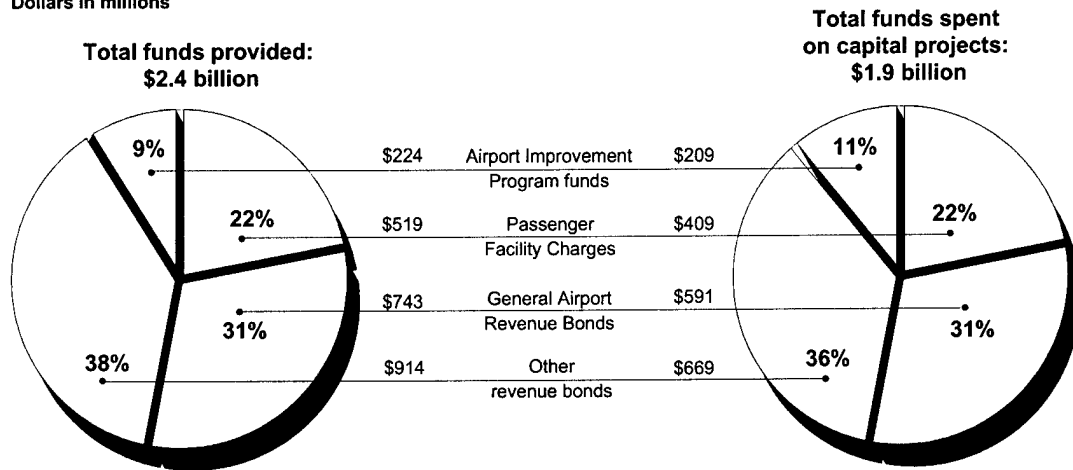 Dollars in millions
Total funds provided:
$2.4 billion
Total funds spent
on capital projects:
$1.9 billion
9%
$224 Airport Improvement $209
Program funds
11%
22%
$519 Passenger $409
Facility Charges
22%
$743 General Airport $591
Revenue Bonds
31%
31%
38%
$914 Other $669
revenue bonds
36%